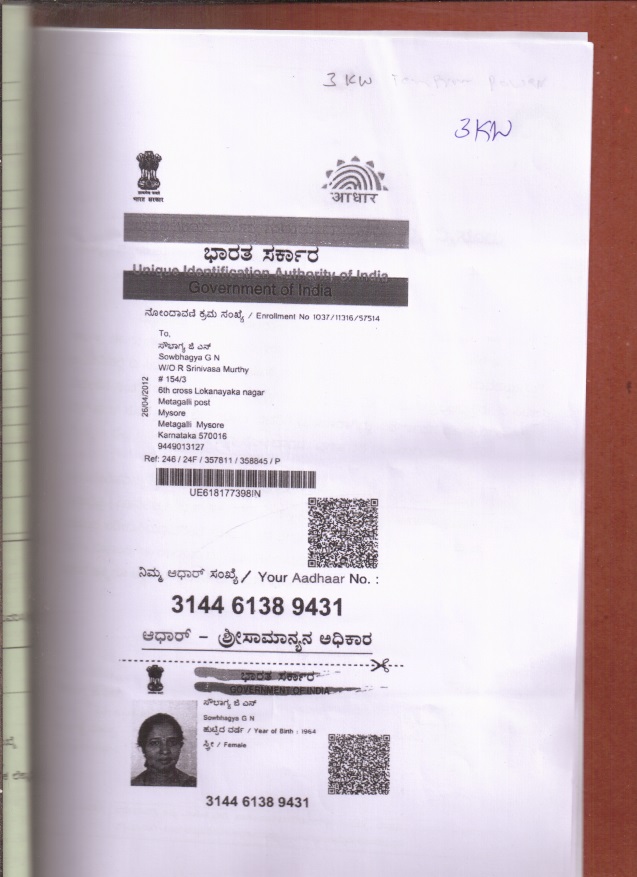 3 KW
3KW
भारत सरकार
आधार
ಭಾರತ ಸರ್ಕಾರ
Unique Identification Authority of India
Government of India
ನೋಂದಾವಣಿ ಕ್ರಮ ಸಂಖ್ಯೆ / Enrollment No 1037/11316/57514
To,
ಸೌಭಾಗ್ಯ ಜಿ ಎನ್
Sowbhagya G N
W/O R Srinivasa Murthy
# 154/3
6th cross Lokanayaka nagar
Metagalli post
Mysore
Metagalli Mysore
Karnataka 570016
9449013127
26/04/2012
Ref: 246 / 24F / 357811 / 358845 / P
UE618177398IN
ನಿಮ್ಮ ಆಧಾರ್ ಸಂಖ್ಯೆ / Your Aadhaar No. :
3144 6138 9431
ಆಧಾರ್ - ಶ್ರೀಸಾಮಾನ್ಯನ ಅಧಿಕಾರ
ಭಾರತ ಸರ್ಕಾರ
GOVERNMENT OF INDIA
ಸೌಭಾಗ್ಯ ಜಿ ಎನ್
Sowbhagya G N
ಹುಟ್ಟಿದ ವರ್ಷ / Year of Birth : 1964
ಸ್ತ್ರೀ / Female
3144 6138 9431